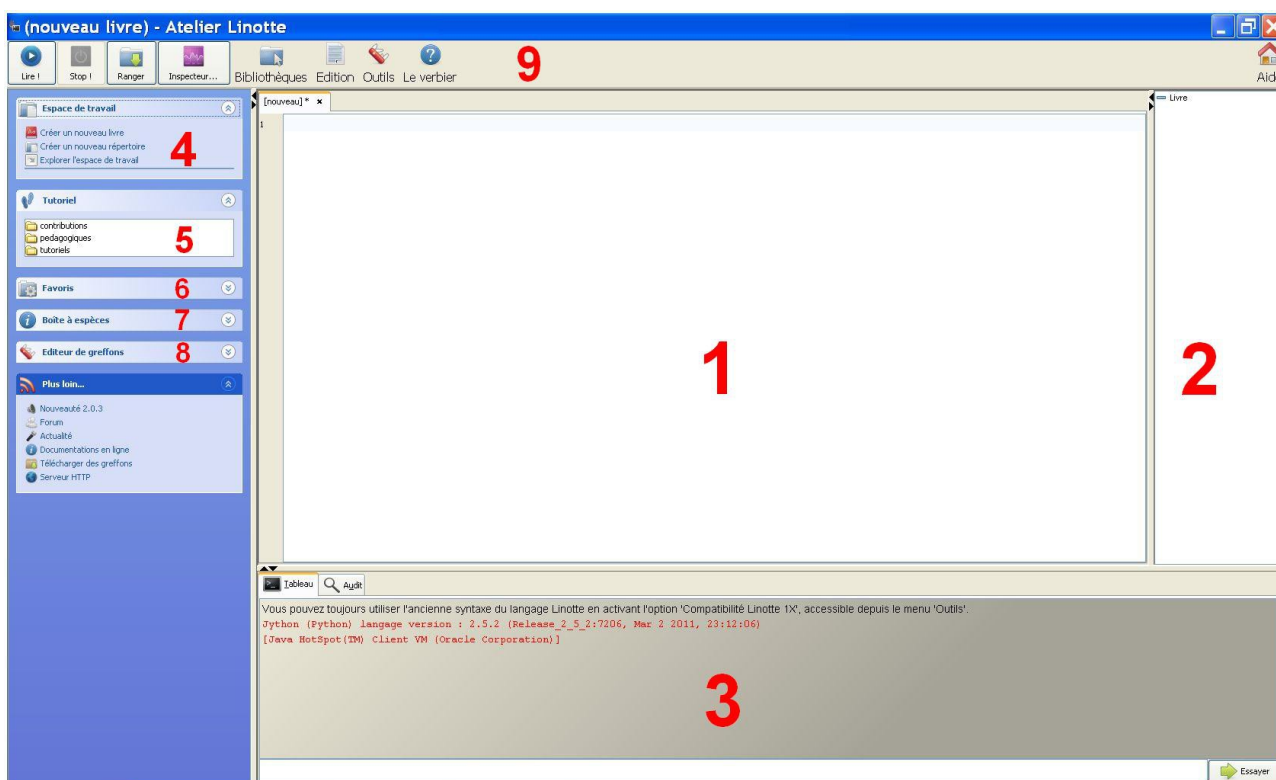 (nouveau livre) - Atelier Linotte
Lire !
Stop !
Ranger
Inspecteur...
Bibliothèques
Edition
Outils
Le verbier
9
Aid
Espace de travail
Créer un nouveau livre
Créer un nouveau répertoire
Explorer l'espace de travail
4
Tutoriel
contributions
pedagogiques
tutoriels
5
Favoris
6
Boîte à espèces
7
Editeur de greffons
8
Plus loin...
Nouveauté 2.0.3
Forum
Actualité
Documentations en ligne
Télécharger des greffons
Serveur HTTP
[nouveau] *
1
1
Livre
2
Tableau
Audit
Vous pouvez toujours utiliser l'ancienne syntaxe du langage Linotte en activant l'option 'Compatibilité Linotte 1X', accessible depuis le menu 'Outils'.
Jython (Python) langage version : 2.5.2 (Release_2_5_2:7206, Mar 2 2011, 23:12:06)
[Java HotSpot(TM) Client VM (Oracle Corporation)]
3
Essayer